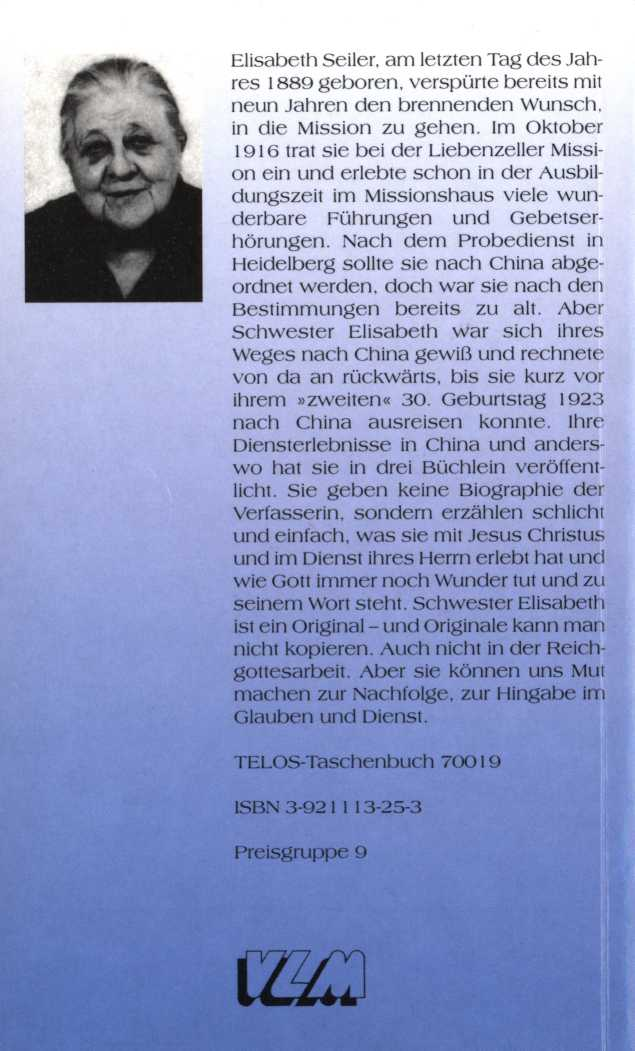 Elisabeth Seiler, am letzten Tag des Jah-
res 1889 geboren, verspürte bereits mit
neun Jahren den brennenden Wunsch,
in die Mission zu gehen. Im Oktober
1916 trat sie bei der Liebenzeller Missi-
on ein und erlebte schon in der Ausbil-
dungszeit im Missionshaus viele wun-
derbare Führungen und Gebetser-
hörungen. Nach dem Probedienst in
Heidelberg sollte sie nach China abge-
ordnet werden, doch war sie nach den
Bestimmungen bereits zu alt. Aber
Schwester Elisabeth war sich ihres
Weges nach China gewiß und rechnete
von da an rückwärts, bis sie kurz vor
ihrem »zweiten« 30. Geburtstag 1923
nach China ausreisen konnte. Ihre
Diensterlebnisse in China und anders-
wo hat sie in drei Büchlein veröffent-
licht. Sie geben keine Biographie der
Verfasserin, sondern erzählen schlicht
und einfach, was sie mit Jesus Christus
und im Dienst ihres Herrn erlebt hat und
wie Gott immer noch Wunder tut und zu
seinem Wort steht. Schwester Elisabeth
ist ein Original – und Originale kann man
nicht kopieren. Auch nicht in der Reich-
gottesarbeit. Aber sie können uns Mut
machen zur Nachfolge, zur Hingabe im
Glauben und Dienst.
TELOS-Taschenbuch 70019
ISBN 3-921113-25-3
Preisgruppe 9
VLM